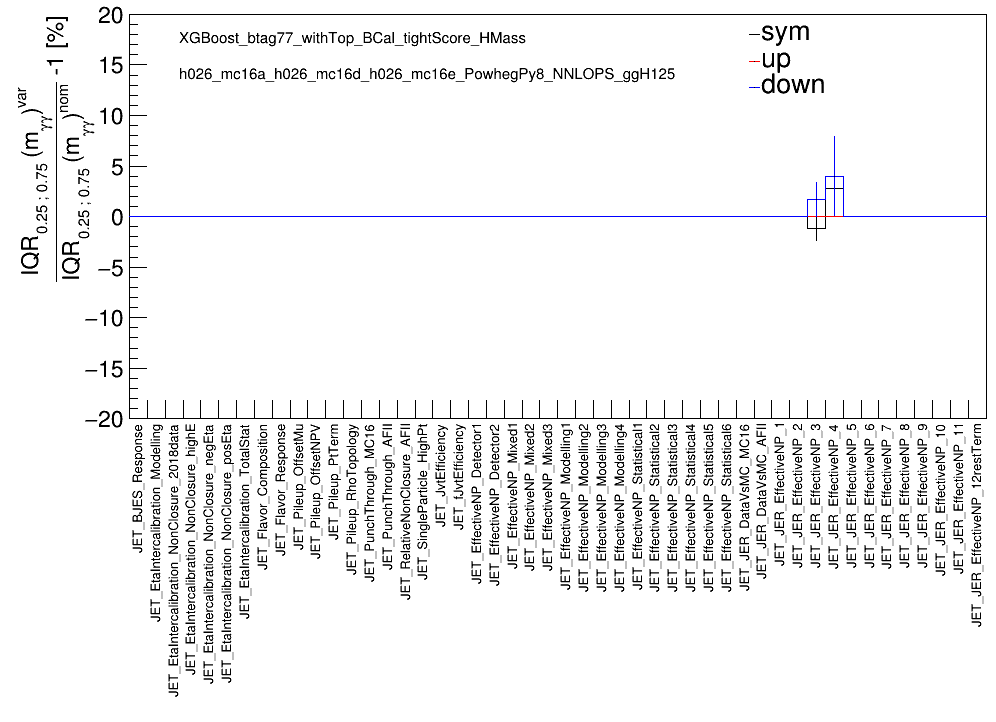 IQR0.25 ; 0.75 (mγγ)var
IQR0.25 ; 0.75 (mγγ)nom -1 [%]
20
15
10
5
0
−5
−10
−15
−20
XGBoost_btag77_withTop_BCal_tightScore_HMass
h026_mc16a_h026_mc16d_h026_mc16e_PowhegPy8_NNLOPS_ggH125
sym
up
down
JET_BJES_Response
JET_EtaIntercalibration_Modelling
JET_EtaIntercalibration_NonClosure_2018data
JET_EtaIntercalibration_NonClosure_highE
JET_EtaIntercalibration_NonClosure_negEta
JET_EtaIntercalibration_NonClosure_posEta
JET_EtaIntercalibration_TotalStat
JET_Flavor_Composition
JET_Flavor_Response
JET_Pileup_OffsetMu
JET_Pileup_OffsetNPV
JET_Pileup_PtTerm
JET_Pileup_RhoTopology
JET_PunchThrough_MC16
JET_PunchThrough_AFII
JET_RelativeNonClosure_AFII
JET_SingleParticle_HighPt
JET_JvtEfficiency
JET_fJvtEfficiency
JET_EffectiveNP_Detector1
JET_EffectiveNP_Detector2
JET_EffectiveNP_Mixed1
JET_EffectiveNP_Mixed2
JET_EffectiveNP_Mixed3
JET_EffectiveNP_Modelling1
JET_EffectiveNP_Modelling2
JET_EffectiveNP_Modelling3
JET_EffectiveNP_Modelling4
JET_EffectiveNP_Statistical1
JET_EffectiveNP_Statistical2
JET_EffectiveNP_Statistical3
JET_EffectiveNP_Statistical4
JET_EffectiveNP_Statistical5
JET_EffectiveNP_Statistical6
JET_JER_DataVsMC_MC16
JET_JER_DataVsMC_AFII
JET_JER_EffectiveNP_1
JET_JER_EffectiveNP_2
JET_JER_EffectiveNP_3
JET_JER_EffectiveNP_4
JET_JER_EffectiveNP_5
JET_JER_EffectiveNP_6
JET_JER_EffectiveNP_7
JET_JER_EffectiveNP_8
JET_JER_EffectiveNP_9
JET_JER_EffectiveNP_10
JET_JER_EffectiveNP_11
JET_JER_EffectiveNP_12restTerm